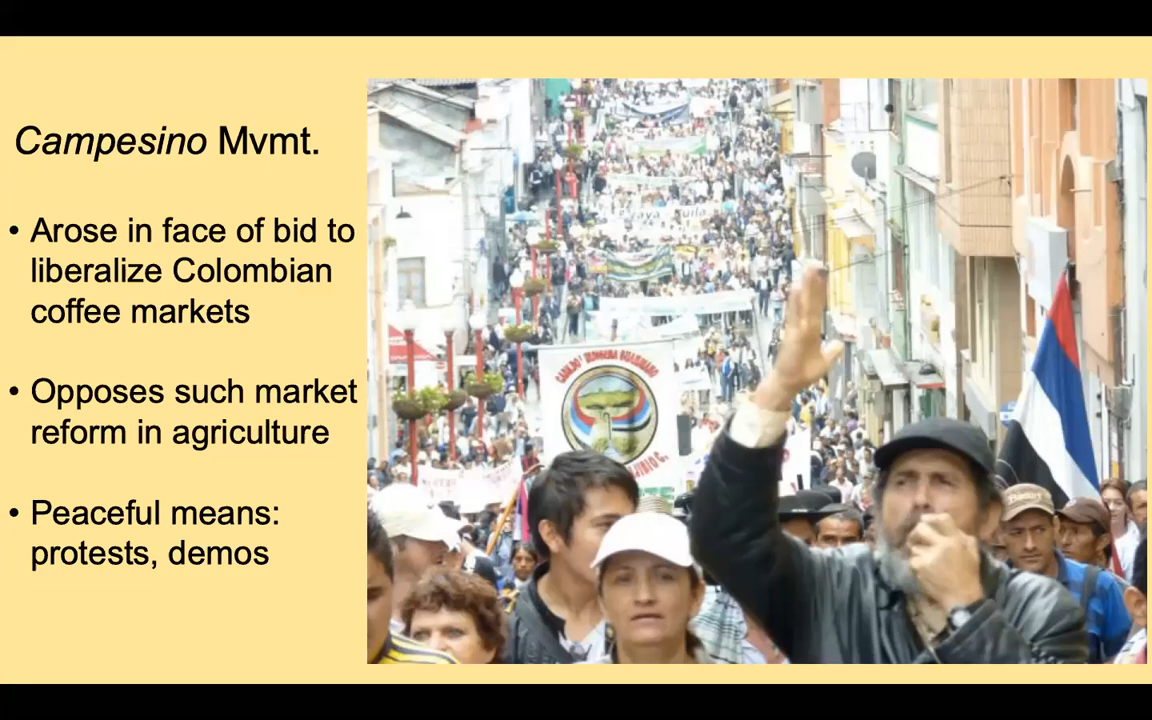 Campesino Mvmt.
• Arose in face of bid to
liberalize Colombian
coffee markets
• Opposes such market
reform in agriculture
• Peaceful means:
protests, demos